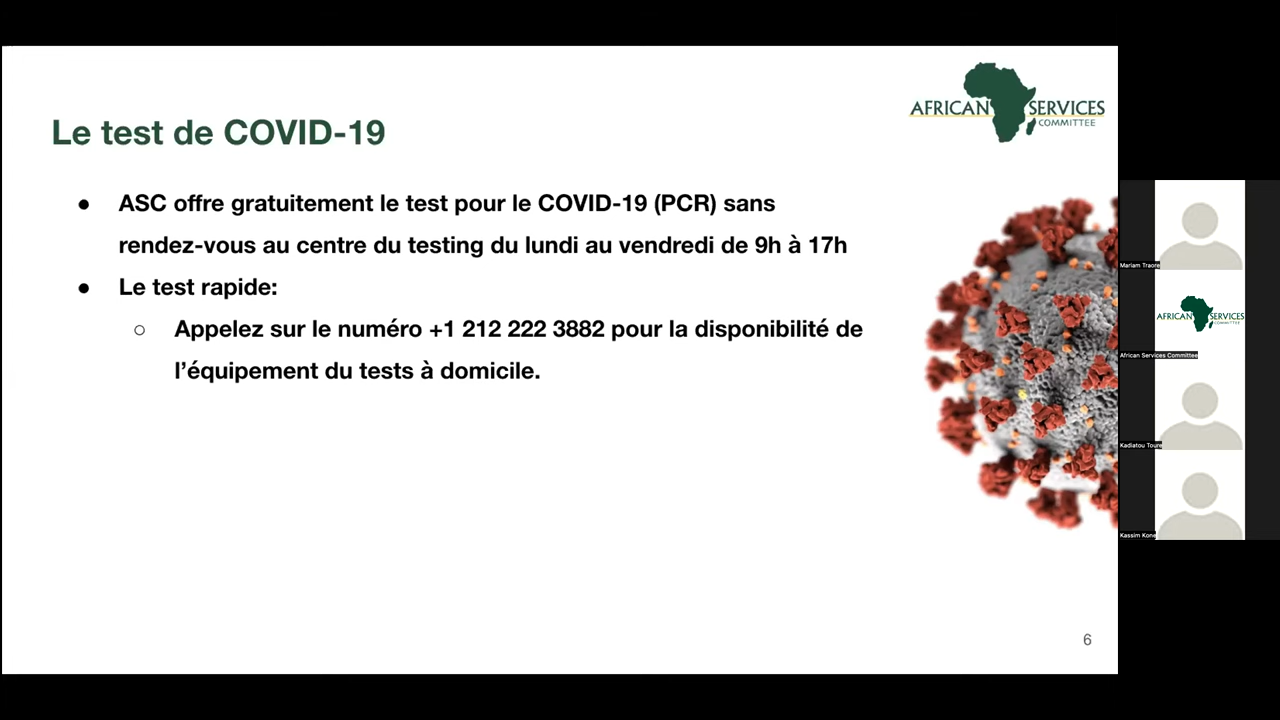 AFRICAN SERVICES
COMMITTEE
Le test de COVID-19
● ASC offre gratuitement le test pour le COVID-19 (PCR) sans
rendez-vous au centre du testing du lundi au vendredi de 9h à 17h
● Le test rapide:
○ Appelez sur le numéro +1 212 222 3882 pour la disponibilité de
l’équipement du tests à domicile.
6
Mariam Traore
AFRICAN SERVICES
COMMITTEE
African Services Committee
Kadiatou Toure
Kassim Kone